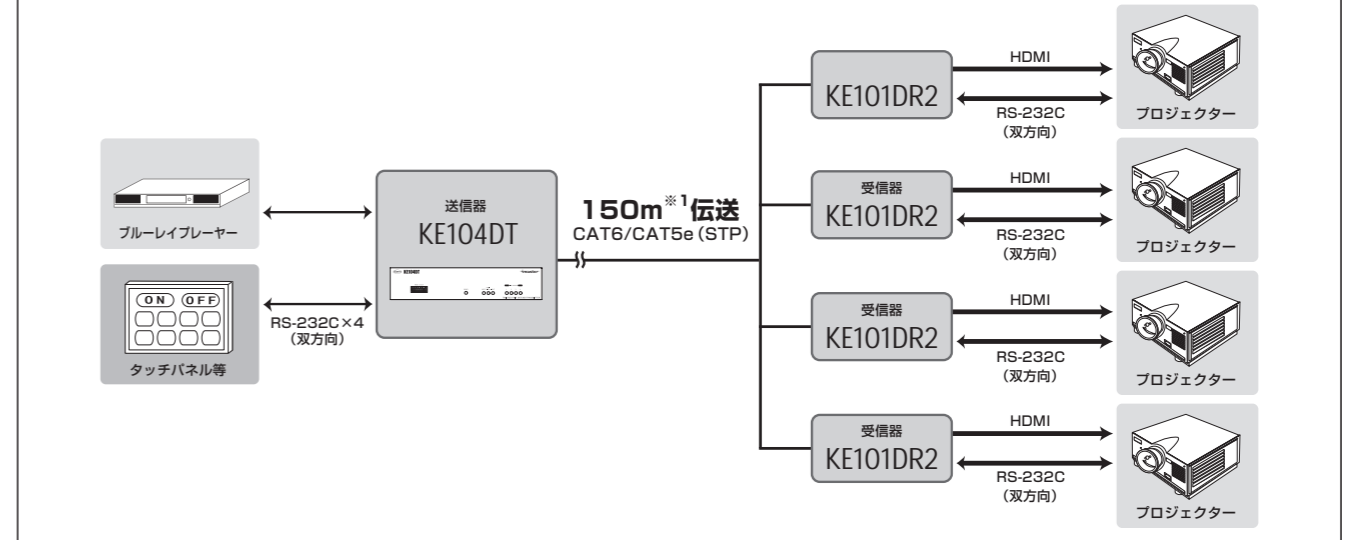 ブルーレイプレーヤー
ON OFF
タッチパネル等
RS-232C×4
（双方向）
送信器
KE104DT
KE104DT
150m※1伝送
CAT6/CAT5e（STP）
KE101DR2
HDMI
RS-232C
（双方向）
プロジェクター
受信器
KE101DR2
HDMI
RS-232C
（双方向）
プロジェクター
受信器
KE101DR2
HDMI
RS-232C
（双方向）
プロジェクター
受信器
KE101DR2
HDMI
RS-232C
（双方向）
プロジェクター